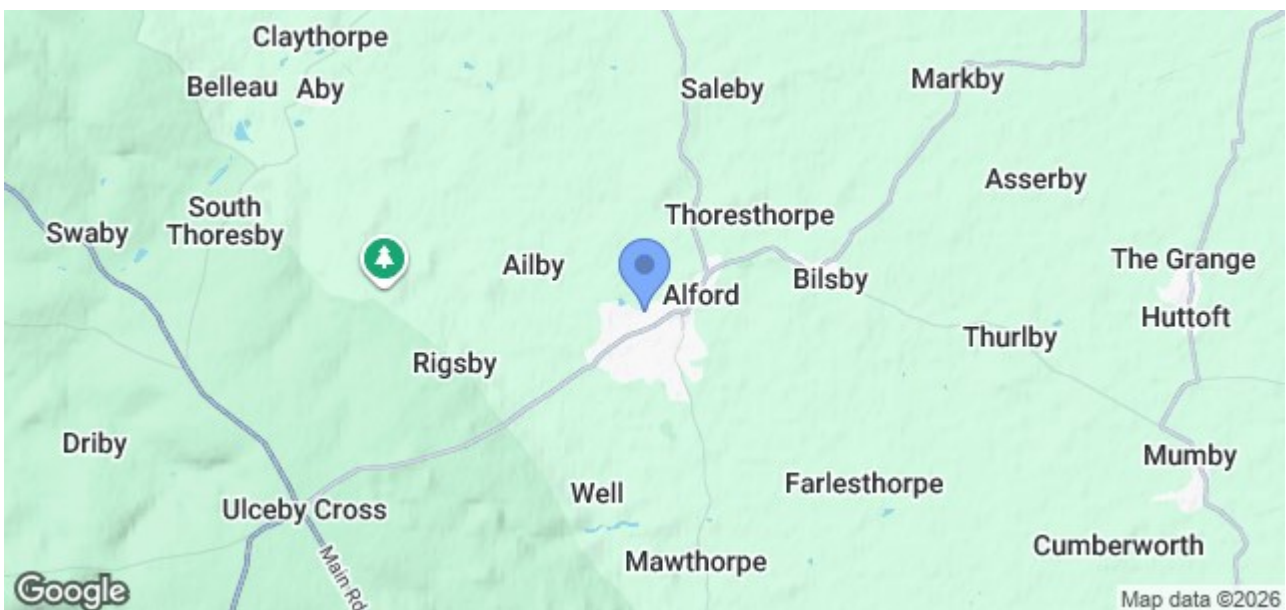 Claythorpe
Belleau
Aby
Saleby
Markby
Asserby
South
Thoresby
Swaby
Thoresthorpe
Ailby
Alford
Bilsby
The Grange
Huttoft
Thurlby
Rigsby
Driby
Mumby
Ulceby Cross
Well
Farlesthorpe
Main Rd
Mawthorpe
Cumberworth
Google
Map data ©2026